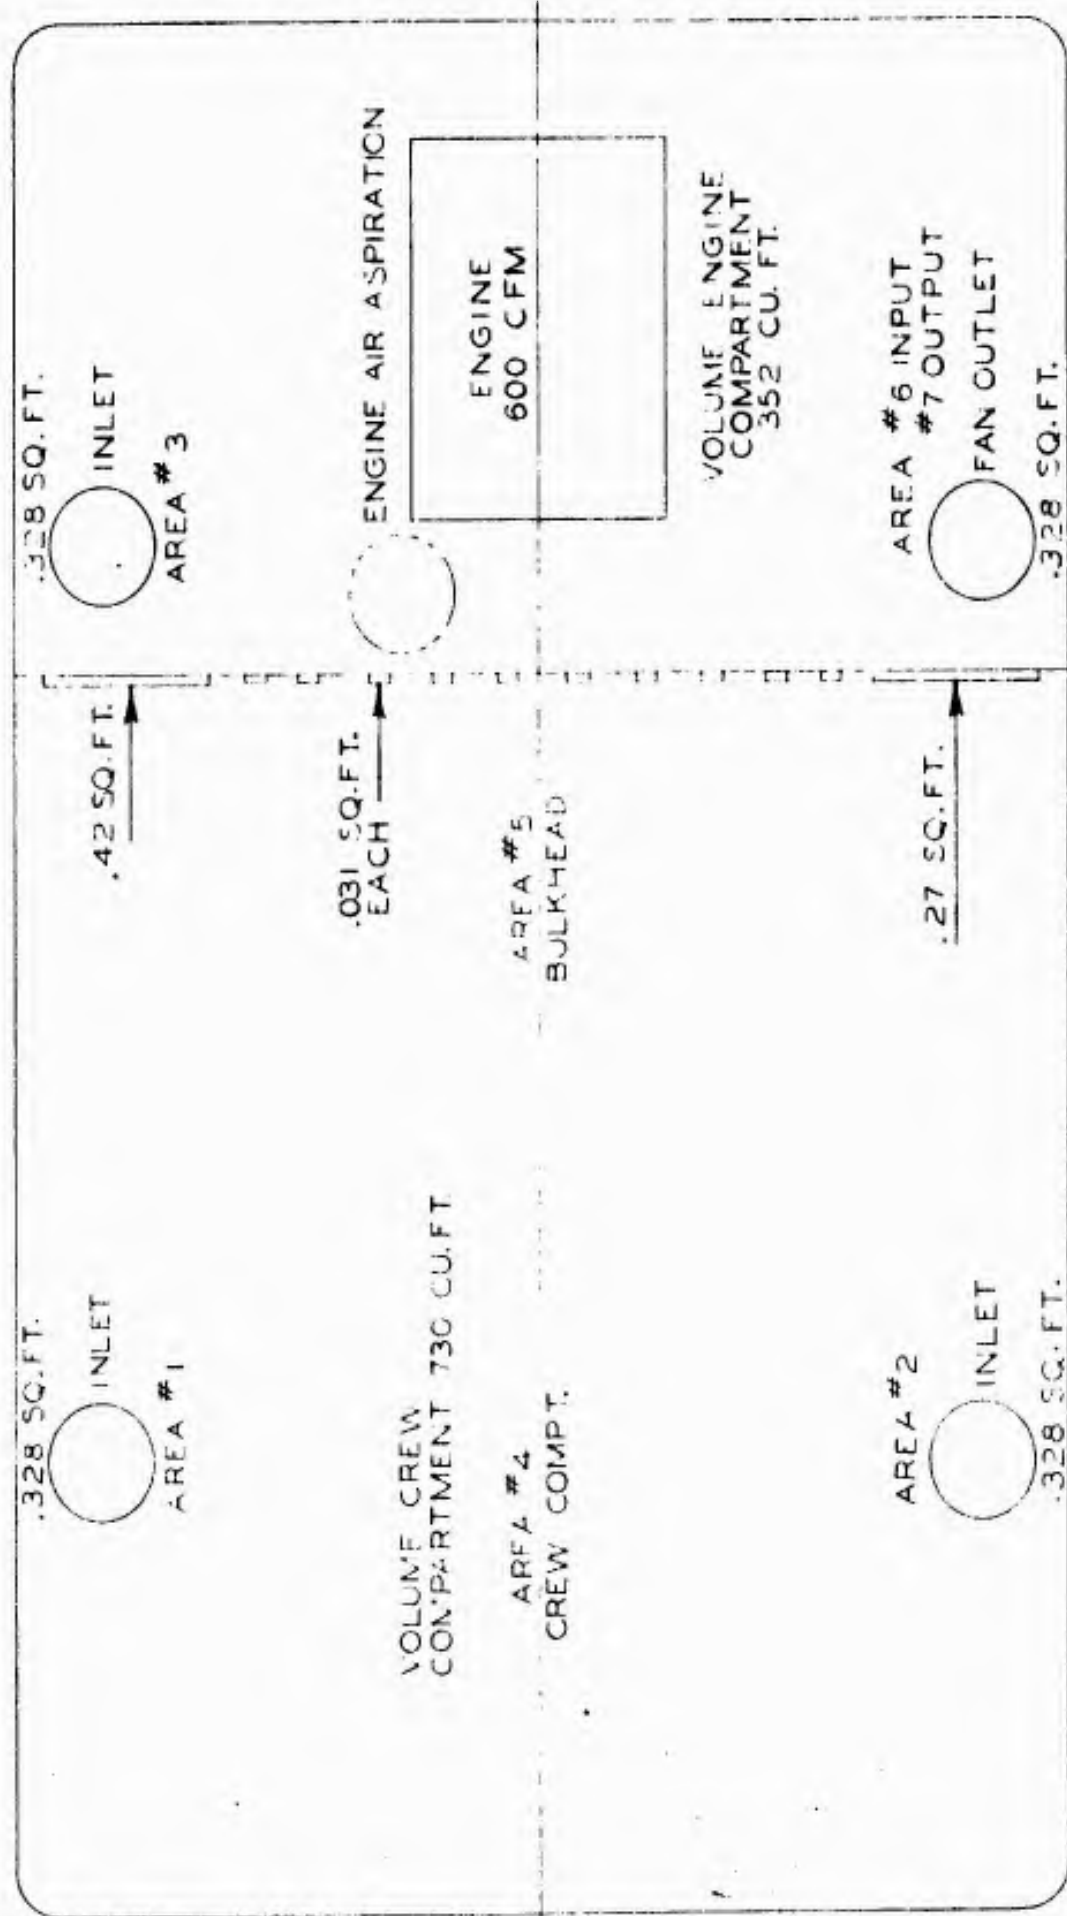 .328 SQ.FT.
INLET
AREA #1
VOLUME CREW
COMPARTMENT 730 CU.FT.
AREA #4
CREW COMPT.
AREA #2
INLET
.328 SQ.FT.
.42 SQ.FT.
.031 SQ.FT.
EACH
AREA #5
BULKHEAD
.27 SQ.FT.
.328 SQ.FT.
INLET
AREA #3
ENGINE AIR ASPIRATION
ENGINE
600 CFM
VOLUME ENGINE
COMPARTMENT
352 CU. FT.
AREA #6 INPUT
#7 OUTPUT
FAN OUTLET
.328 SQ.FT.